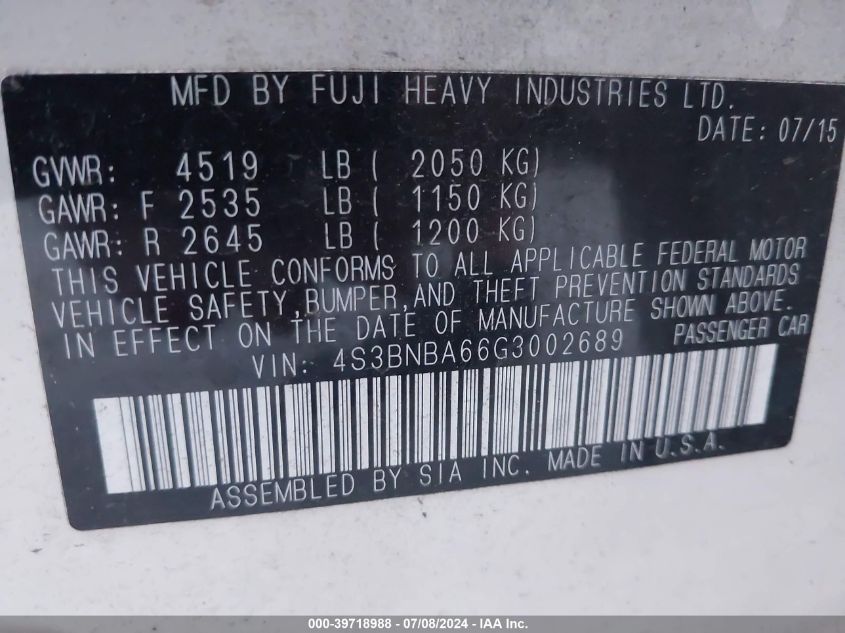 MFD BY FUJI HEAVY INDUSTRIES LTD.
DATE: 07/15
GVWR: 4519 LB ( 2050 KG)
GAWR: F 2535 LB ( 1150 KG)
GAWR: R 2645 LB ( 1200 KG)
THIS VEHICLE CONFORMS TO ALL APPLICABLE FEDERAL MOTOR
VEHICLE SAFETY,BUMPER,AND THEFT PREVENTION STANDARDS
IN EFFECT ON THE DATE OF MANUFACTURE SHOWN ABOVE.
VIN: 4S3BNBA66G3002689 PASSENGER CAR
ASSEMBLED BY SIA INC. MADE IN U.S.A.
000-39718988 - 07/08/2024 - IAA Inc.